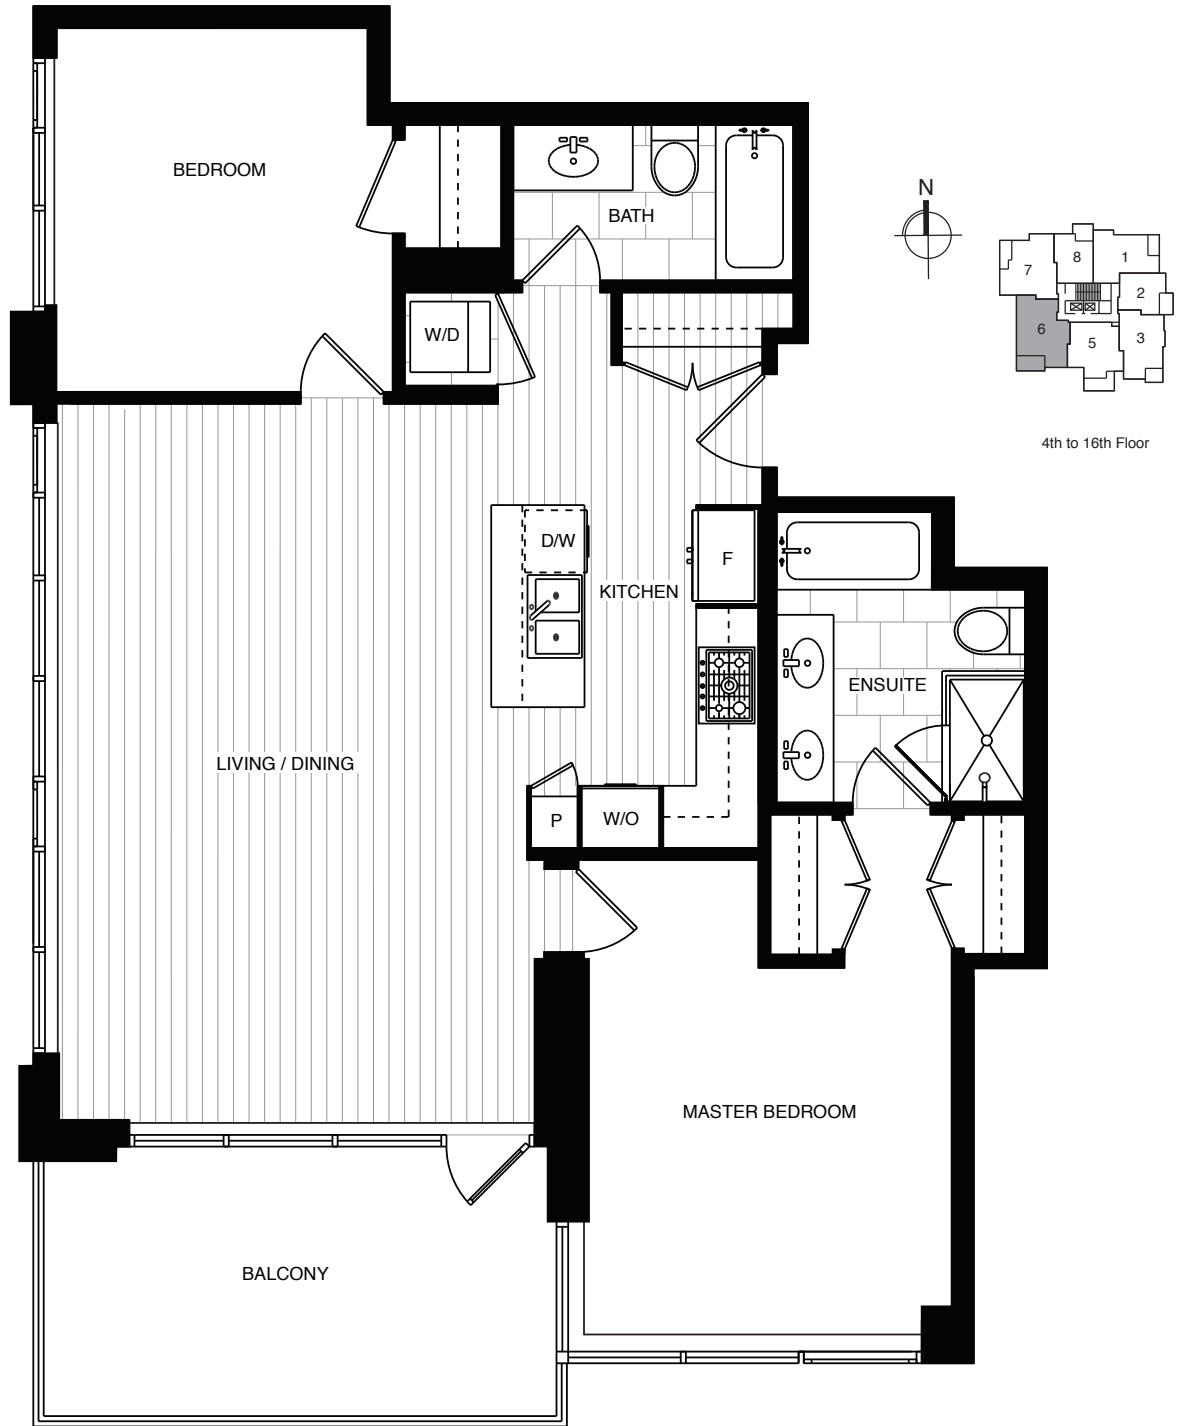 BEDROOM
BATH
N
8
1
7
2
6
5
3
W/D
4th to 16th Floor
D/W
F
KITCHEN
ENSUITE
LIVING / DINING
P
W/O
MASTER BEDROOM
BALCONY